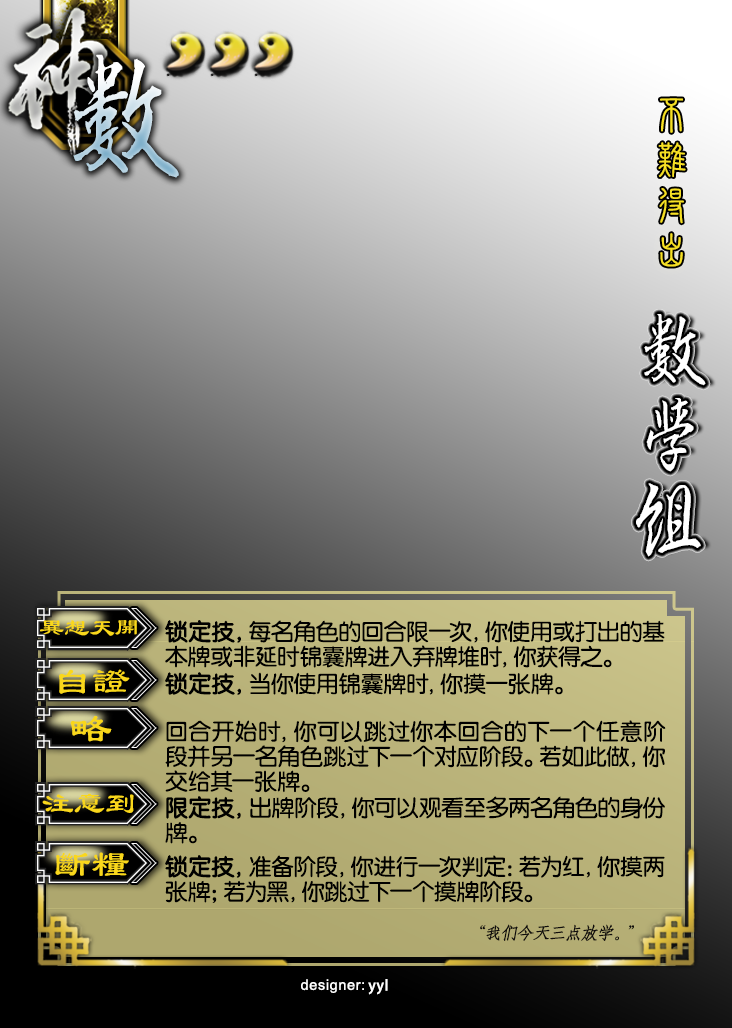 神
數
不難得出
數學组
異想天開
锁定技，每名角色的回合限一次，你使用或打出的基
本牌或非延时锦囊牌进入弃牌堆时，你获得之。
自證
锁定技，当你使用锦囊牌时，你摸一张牌。
略
回合开始时，你可以跳过你本回合的下一个任意阶
段并另一名角色跳过下一个对应阶段。若如此做，你
交给其一张牌。
注意到
限定技，出牌阶段，你可以观看至多两名角色的身份
牌。
斷糧
锁定技，准备阶段，你进行一次判定：若为红，你摸两
张牌；若为黑，你跳过下一个摸牌阶段。
“我们今天三点放学。”
designer: yyl